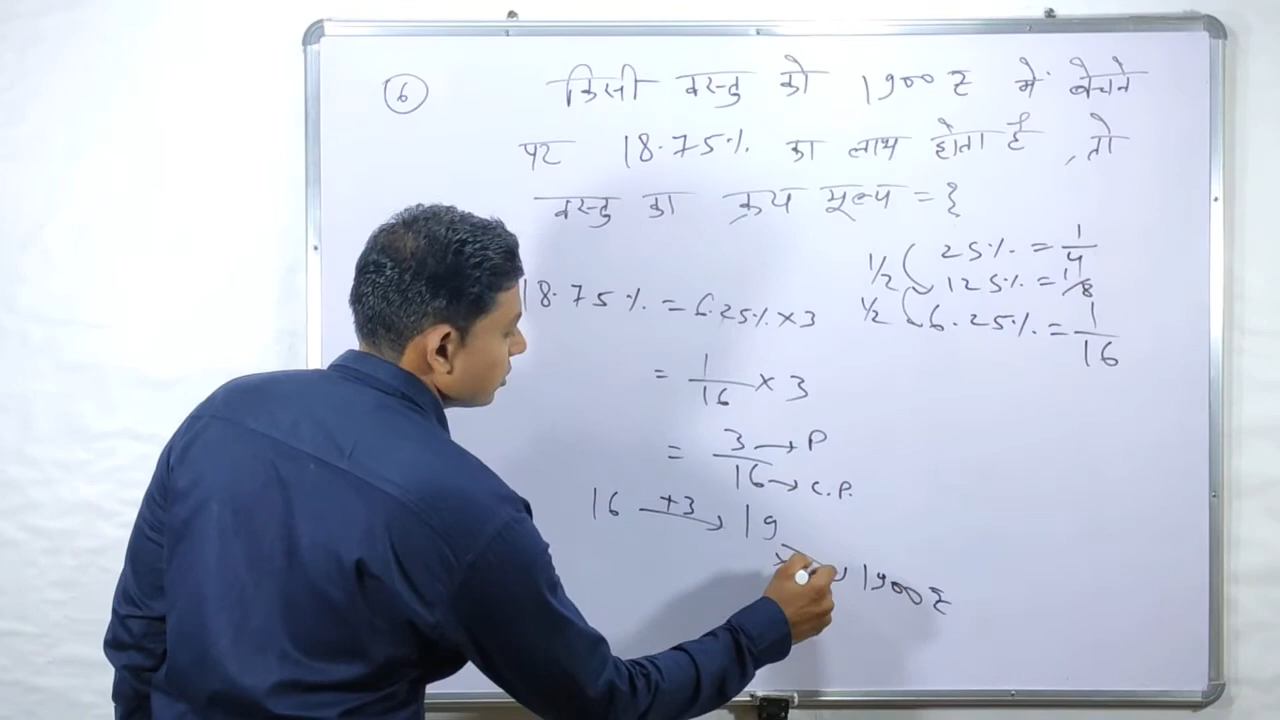 6 किसी वस्तु को 1900 ₹ में बेचने
पर 18.75% का लाभ होता है, तो
वस्तु का क्रय मूल्य = ?
1/2 25% = 1/4
12.5% = 1/8
1/2 6.25% = 1/16
18.75% = 6.25% × 3
= 1/16 × 3
= 3/16 → P
→ C.P.
16 +3→ 19
1900 ₹